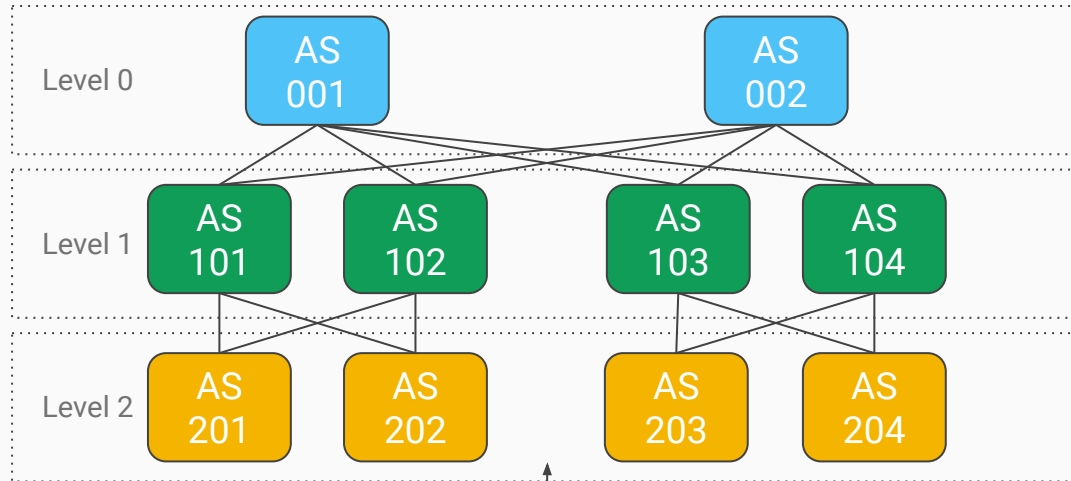 AS
001
AS
002
Level 0
AS
101
AS
102
AS
103
AS
104
Level 1
AS
201
AS
202
AS
203
AS
204
Level 2